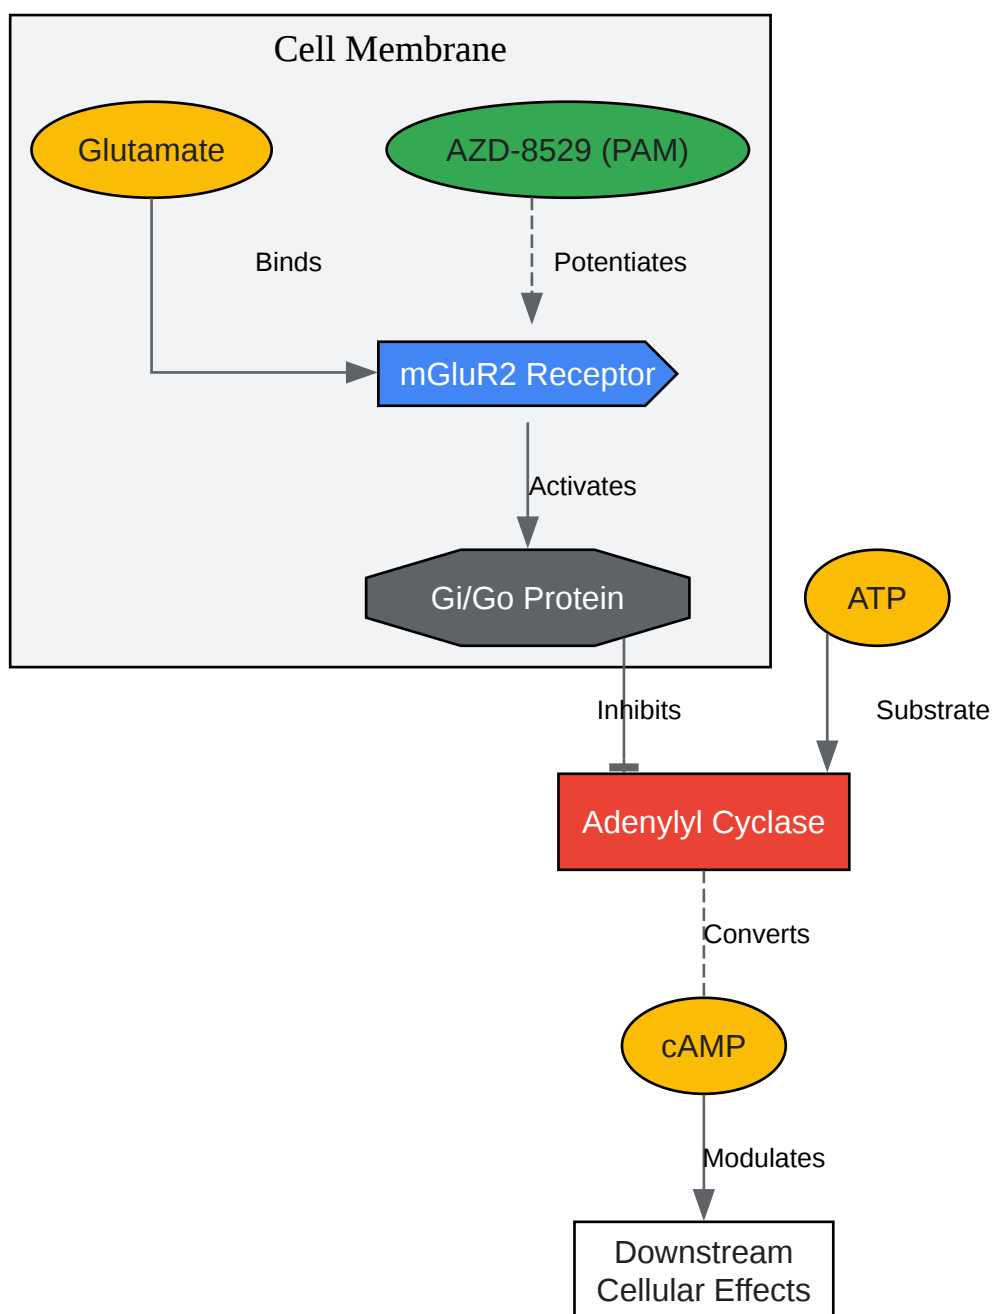 Cell Membrane
Glutamate
AZD-8529 (PAM)
Binds
Potentiates
mGluR2 Receptor
Activates
Gi/Go Protein
ATP
Inhibits
Substrate
Adenylyl Cyclase
Converts
cAMP
Modulates
Downstream
Cellular Effects